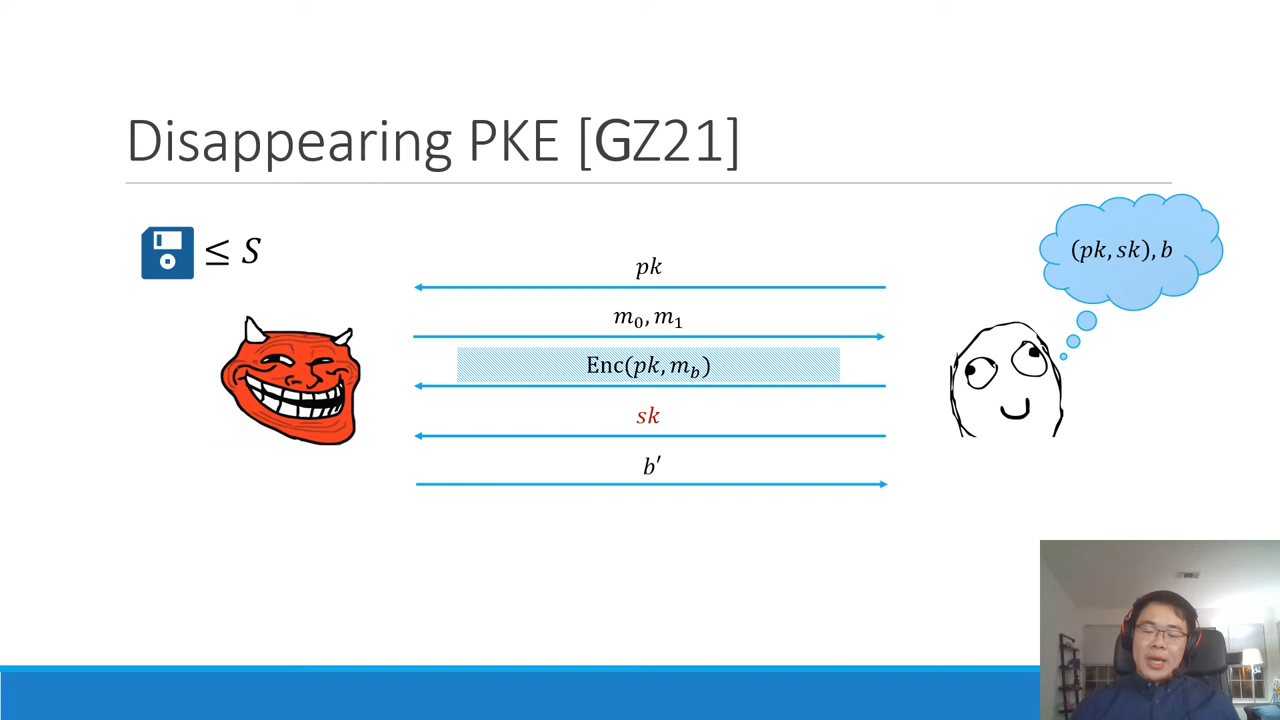 Disappearing PKE [GZ21]
≤ S
(pk, sk), b
pk
m₀, m₁
Enc(pk, m_b)
sk
b′